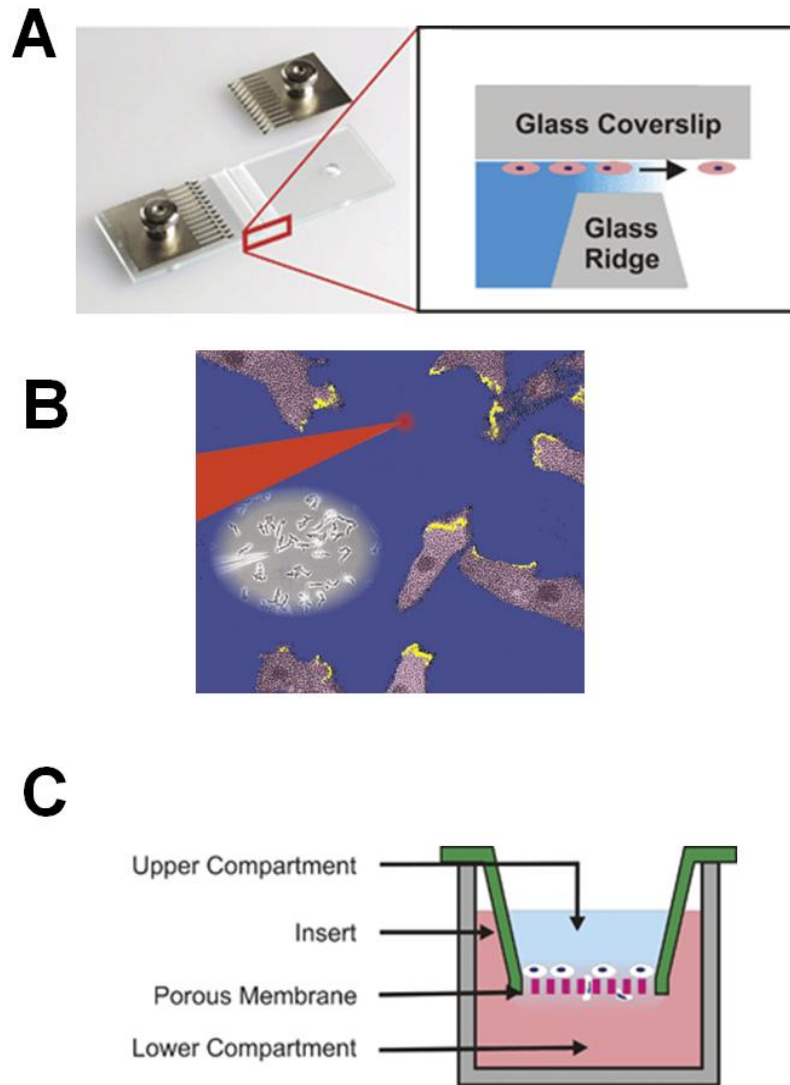 A
Glass Coverslip
Glass
Ridge
B
C
Upper Compartment
Insert
Porous Membrane
Lower Compartment